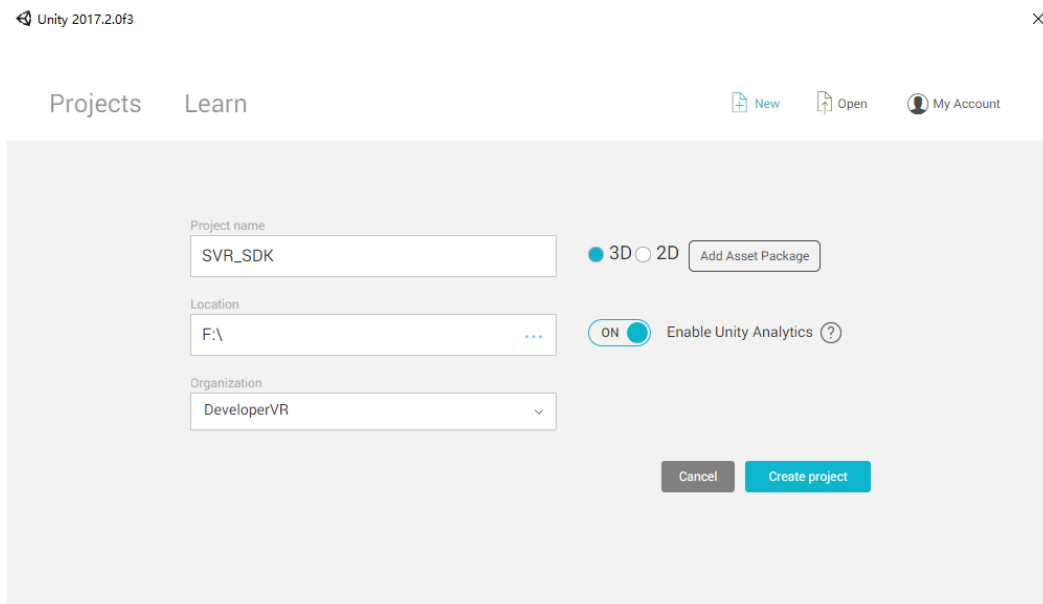 Unity 2017.2.0f3
Projects Learn New Open My Account
Project name
SVR_SDK
3D 2D Add Asset Package
Location
F:\
ON Enable Unity Analytics ?
Organization
DeveloperVR
Cancel Create project